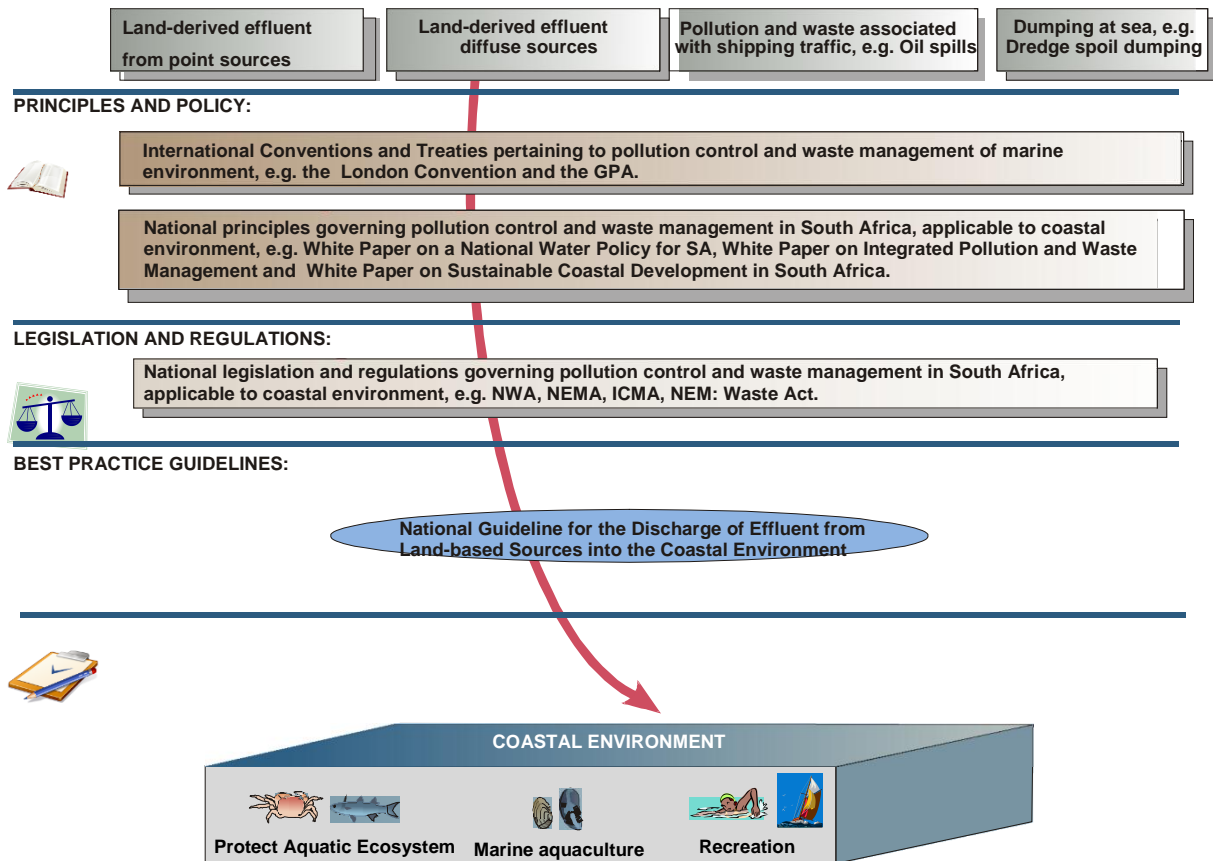 Land-derived effluent
from point sources
Land-derived effluent
diffuse sources
Pollution and waste associated
with shipping traffic, e.g. Oil spills
Dumping at sea, e.g.
Dredge spoil dumping
PRINCIPLES AND POLICY:
International Conventions and Treaties pertaining to pollution control and waste management of marine
environment, e.g. the London Convention and the GPA.
National principles governing pollution control and waste management in South Africa, applicable to coastal
environment, e.g. White Paper on a National Water Policy for SA, White Paper on Integrated Pollution and Waste
Management and White Paper on Sustainable Coastal Development in South Africa.
LEGISLATION AND REGULATIONS:
National legislation and regulations governing pollution control and waste management in South Africa,
applicable to coastal environment, e.g. NWA, NEMA, ICMA, NEM: Waste Act.
BEST PRACTICE GUIDELINES:
National Guideline for the Discharge of Effluent from
Land-based Sources into the Coastal Environment
COASTAL ENVIRONMENT
Protect Aquatic Ecosystem
Marine aquaculture
Recreation